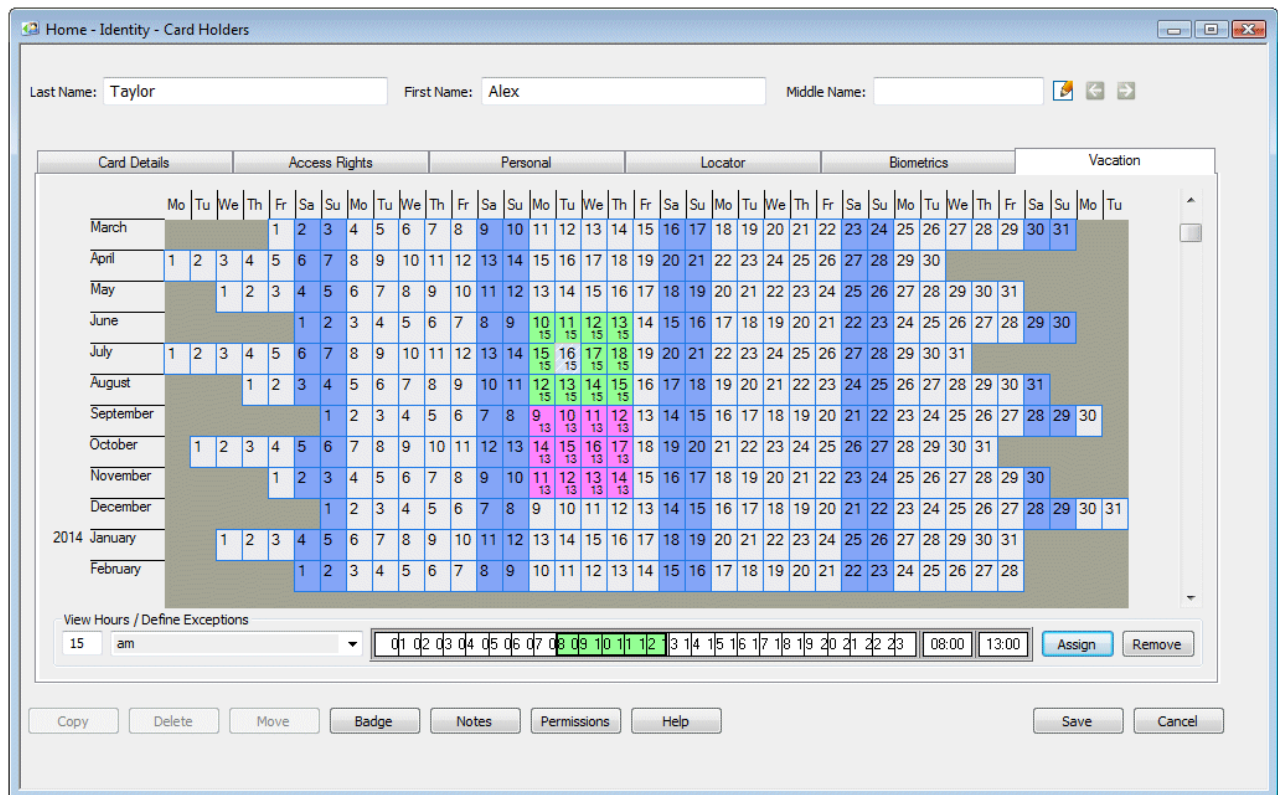 Home - Identity - Card Holders
Last Name: Taylor First Name: Alex Middle Name:
Card Details Access Rights Personal Locator Biometrics Vacation
Mo Tu We Th Fr Sa Su Mo Tu We Th Fr Sa Su Mo Tu We Th Fr Sa Su Mo Tu We Th Fr Sa Su Mo Tu We Th Fr Sa Su Mo Tu
March 1 2 3 4 5 6 7 8 9 10 11 12 13 14 15 16 17 18 19 20 21 22 23 24 25 26 27 28 29 30 31
April 1 2 3 4 5 6 7 8 9 10 11 12 13 14 15 16 17 18 19 20 21 22 23 24 25 26 27 28 29 30
May 1 2 3 4 5 6 7 8 9 10 11 12 13 14 15 16 17 18 19 20 21 22 23 24 25 26 27 28 29 30 31
June 1 2 3 4 5 6 7 8 9 10 11 12 13 14 15 16 17 18 19 20 21 22 23 24 25 26 27 28 29 30
15 15 15 15
July 1 2 3 4 5 6 7 8 9 10 11 12 13 14 15 16 17 18 19 20 21 22 23 24 25 26 27 28 29 30 31
15 15 15 15
August 1 2 3 4 5 6 7 8 9 10 11 12 13 14 15 16 17 18 19 20 21 22 23 24 25 26 27 28 29 30 31
15 15 15 15
September 1 2 3 4 5 6 7 8 9 10 11 12 13 14 15 16 17 18 19 20 21 22 23 24 25 26 27 28 29 30
13 13 13 13
October 1 2 3 4 5 6 7 8 9 10 11 12 13 14 15 16 17 18 19 20 21 22 23 24 25 26 27 28 29 30 31
13 13 13 13
November 1 2 3 4 5 6 7 8 9 10 11 12 13 14 15 16 17 18 19 20 21 22 23 24 25 26 27 28 29 30
13 13 13 13
December 1 2 3 4 5 6 7 8 9 10 11 12 13 14 15 16 17 18 19 20 21 22 23 24 25 26 27 28 29 30 31
2014 January 1 2 3 4 5 6 7 8 9 10 11 12 13 14 15 16 17 18 19 20 21 22 23 24 25 26 27 28 29 30 31
February 1 2 3 4 5 6 7 8 9 10 11 12 13 14 15 16 17 18 19 20 21 22 23 24 25 26 27 28
View Hours / Define Exceptions
15 am 01 02 03 04 05 06 07 08 09 10 11 12 13 14 15 16 17 18 19 20 21 22 23 08:00 13:00 Assign Remove
Copy Delete Move Badge Notes Permissions Help Save Cancel